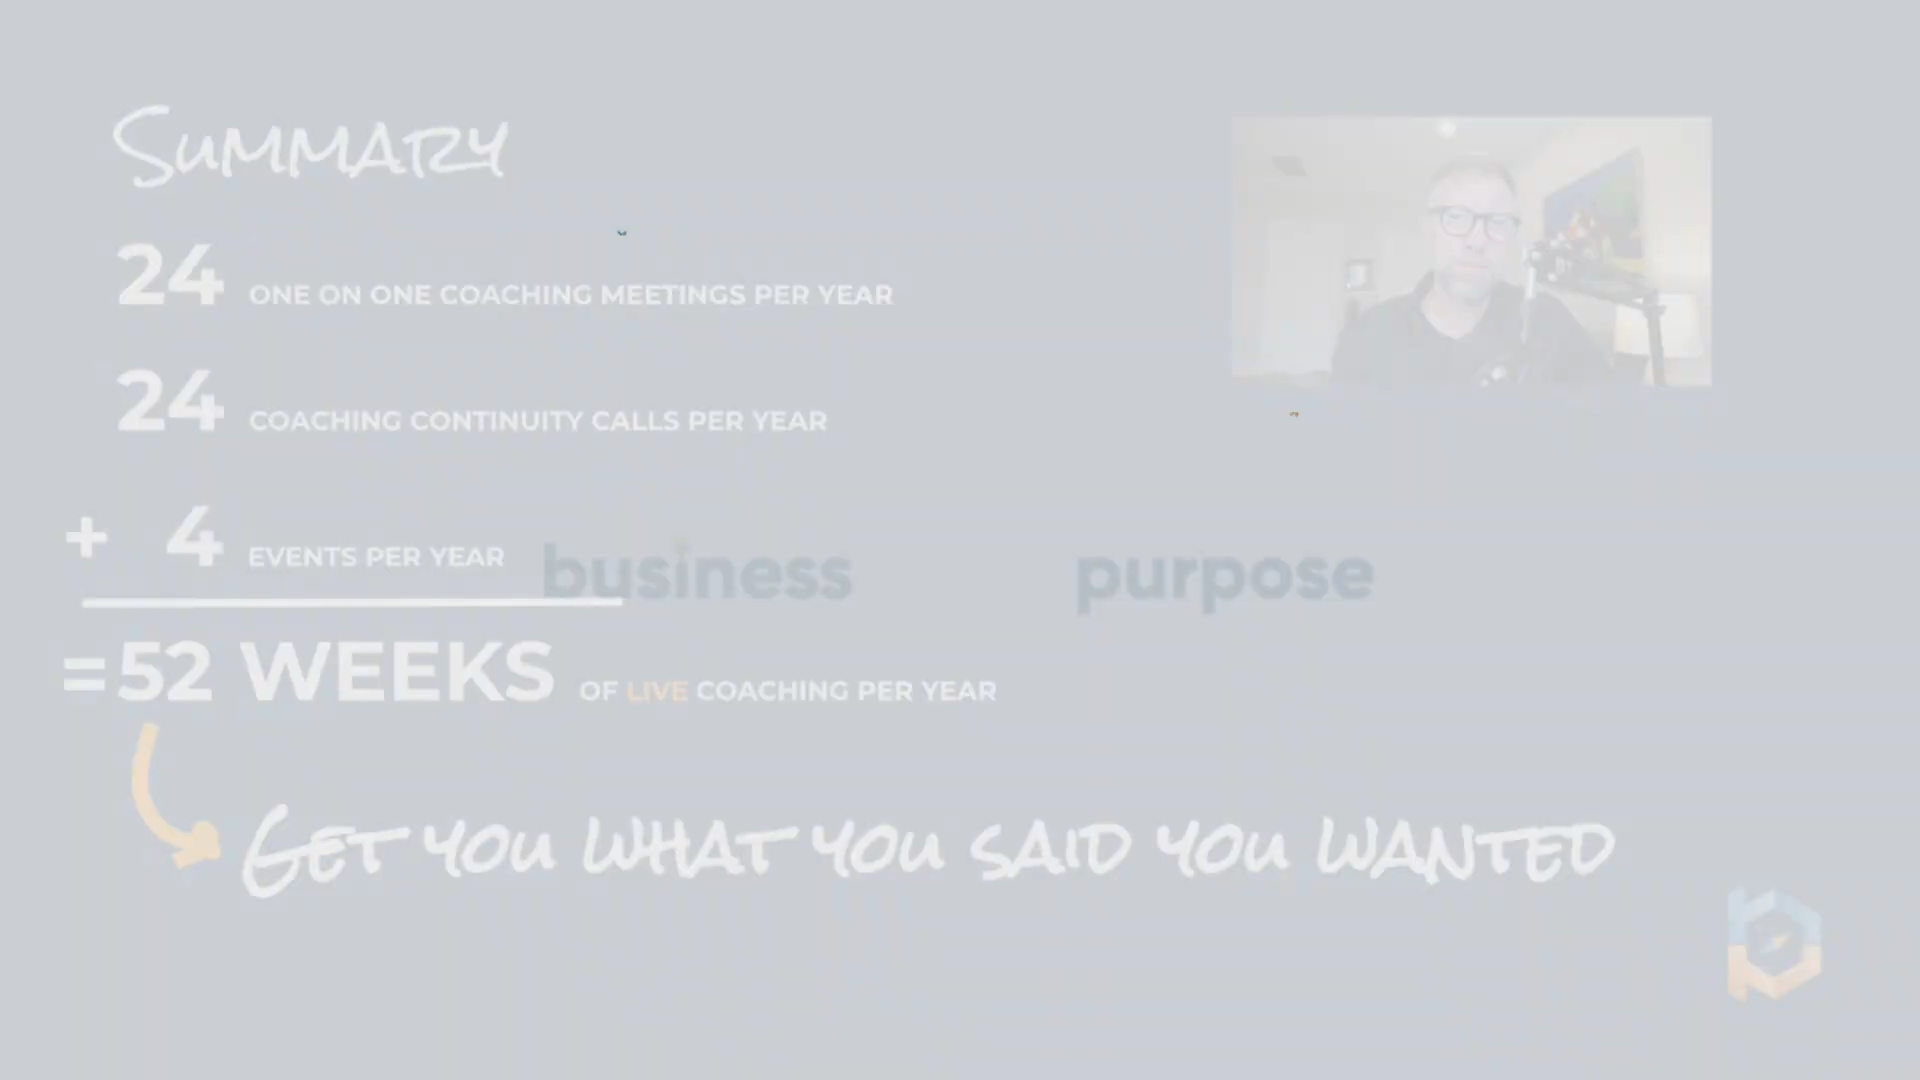 Summary
24 ONE ON ONE COACHING MEETINGS PER YEAR
24 COACHING CONTINUITY CALLS PER YEAR
+ 4 EVENTS PER YEAR
business purpose
=52 WEEKS OF LIVE COACHING PER YEAR
GET YOU WHAT YOU SAID YOU WANTED